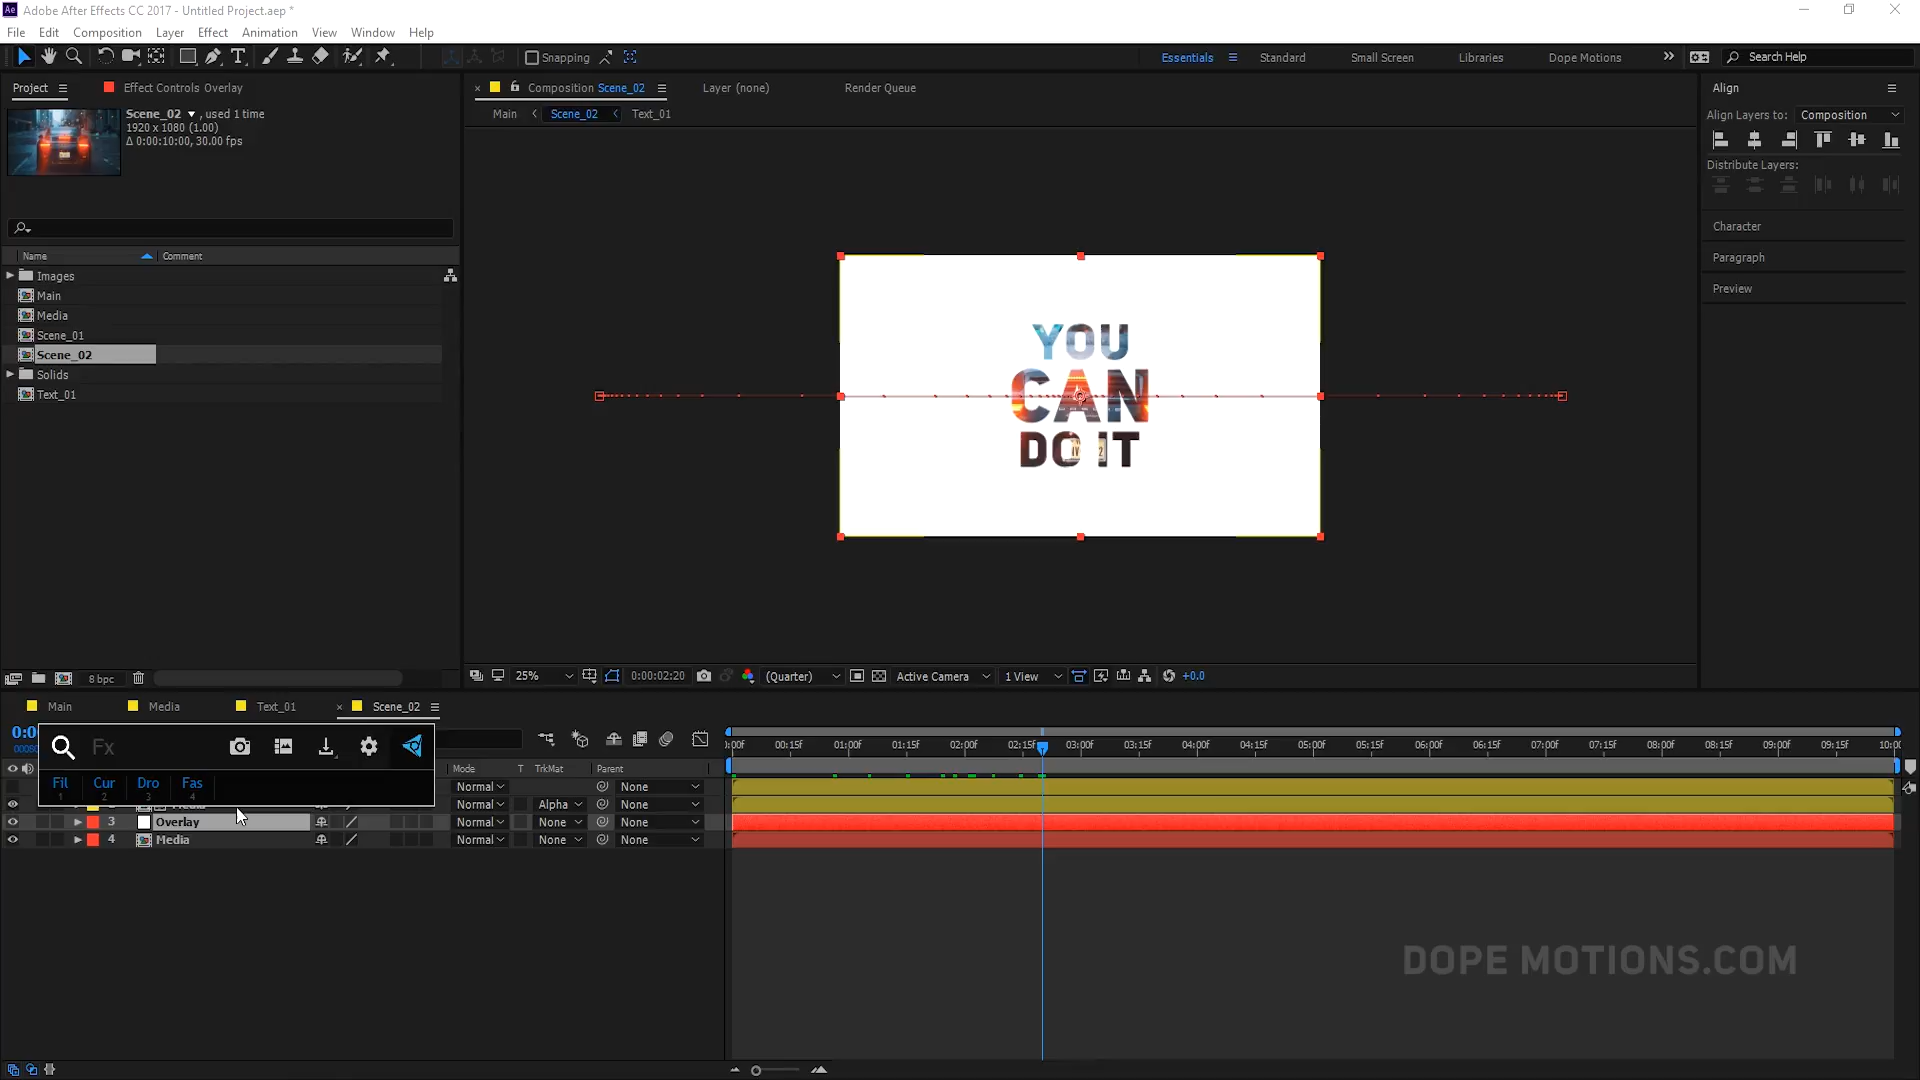 Ae Adobe After Effects CC 2017 - Untitled Project.aep *
File Edit Composition Layer Effect Animation View Window Help
Snapping
Essentials Standard Small Screen Libraries Dope Motions Search Help
Project Effect Controls Overlay
Composition Scene_02 Layer (none) Render Queue
Align
Scene_02 , used 1 time
1920 x 1080 (1.00)
Δ 0:00:10:00, 30.00 fps
Main Scene_02 Text_01
Align Layers to: Composition
Distribute Layers:
Character
Paragraph
Preview
Name Comment
Images
Main
Media
Scene_01
Scene_02
Solids
Text_01
YOU
CAN
DO IT
8 bpc
25% 0:00:02:20 (Quarter) Active Camera 1 View +0.0
Main Media Text_01 Scene_02
Fx
Fil Cur Dro Fas
1 2 3 4
Mode T TrkMat Parent
00:15f 01:00f 01:15f 02:00f 02:15f 03:00f 03:15f 04:00f 04:15f 05:00f 05:15f 06:00f 06:15f 07:00f 07:15f 08:00f 08:15f 09:00f 09:15f
Normal None
Media Normal Alpha None
3 Overlay Normal None None
4 Media Normal None None
DOPE MOTIONS.COM